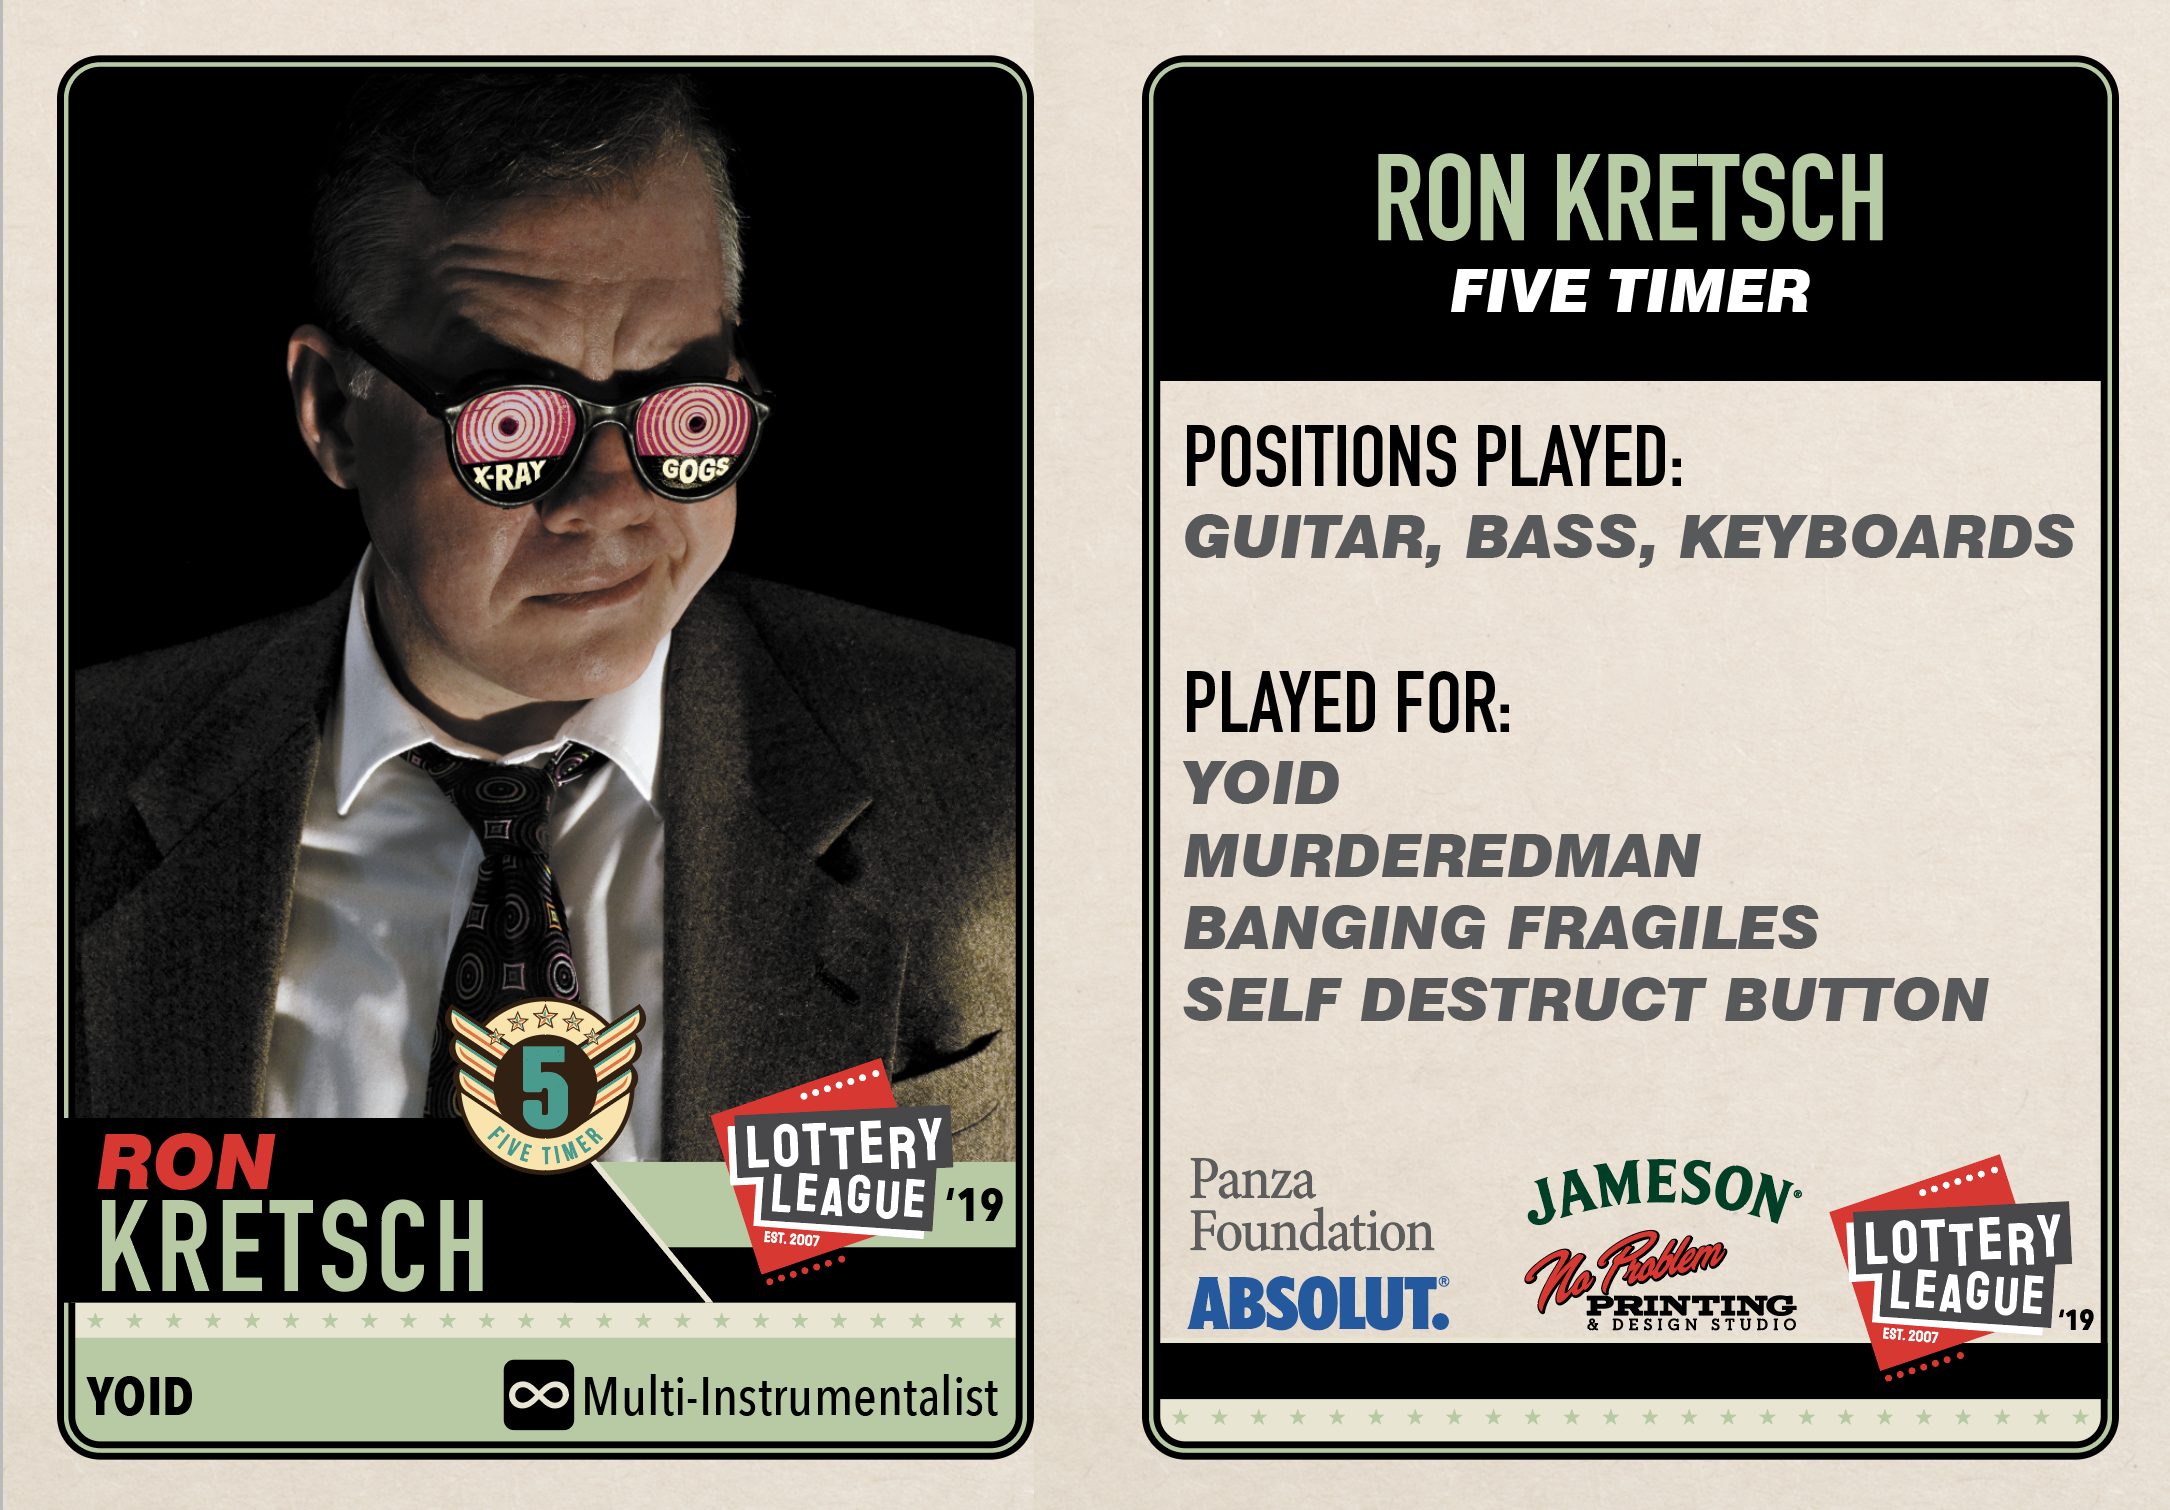 X-RAY GOGS
5
FIVE TIMER
LOTTERY
LEAGUE
EST. 2007
'19
RON
KRETSCH
YOID
Multi-Instrumentalist
RON KRETSCH
FIVE TIMER
POSITIONS PLAYED:
GUITAR, BASS, KEYBOARDS
PLAYED FOR:
YOID
MURDEREDMAN
BANGING FRAGILES
SELF DESTRUCT BUTTON
Panza
Foundation
ABSOLUT.®
JAMESON®
No Problem
PRINTING
& DESIGN STUDIO
LOTTERY
LEAGUE
EST. 2007
'19